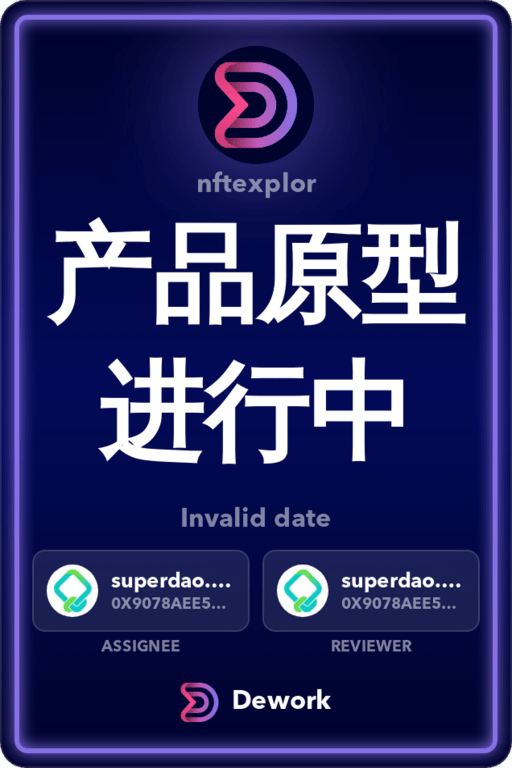 nftexplor
产品原型
进行中
Invalid date
superdao....
0X9078AEE5...
ASSIGNEE
superdao....
0X9078AEE5...
REVIEWER
Dework